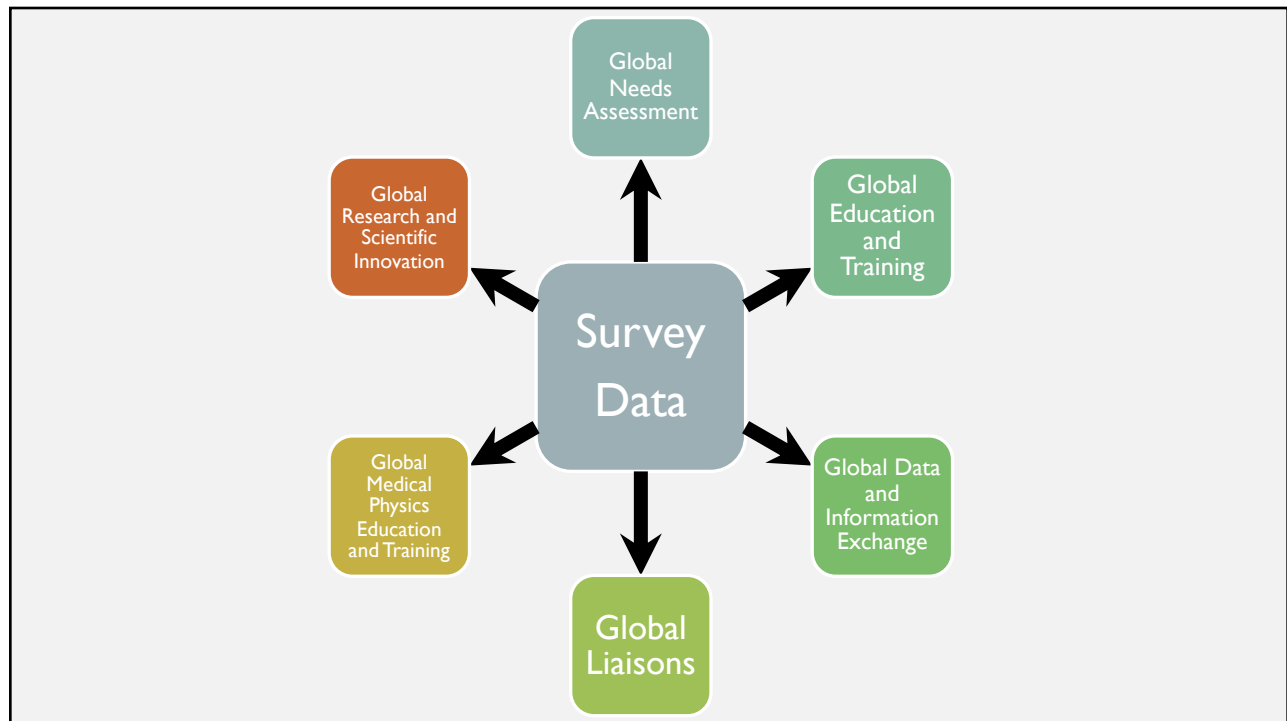 Global
Needs
Assessment
Global
Research and
Scientific
Innovation
Global
Education
and
Training
Survey
Data
Global
Medical
Physics
Education
and Training
Global Data
and
Information
Exchange
Global
Liaisons